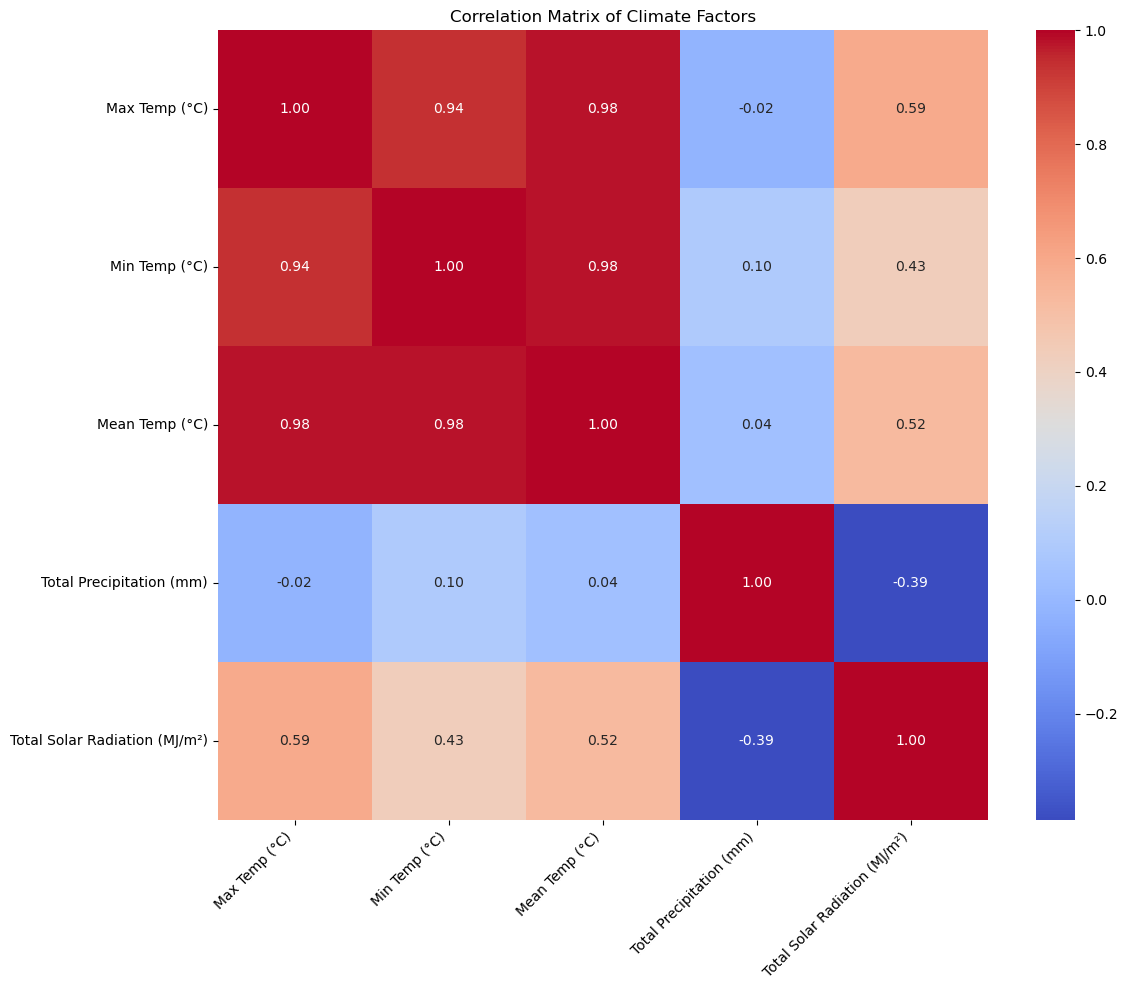 Correlation Matrix of Climate Factors
Max Temp (°C)
1.00
0.94
0.98
-0.02
0.59
Min Temp (°C)
0.94
1.00
0.98
0.10
0.43
Mean Temp (°C)
0.98
0.98
1.00
0.04
0.52
Total Precipitation (mm)
-0.02
0.10
0.04
1.00
-0.39
Total Solar Radiation (MJ/m²)
0.59
0.43
0.52
-0.39
1.00
Max Temp (°C)
Min Temp (°C)
Mean Temp (°C)
Total Precipitation (mm)
Total Solar Radiation (MJ/m²)
1.0
0.8
0.6
0.4
0.2
0.0
−0.2